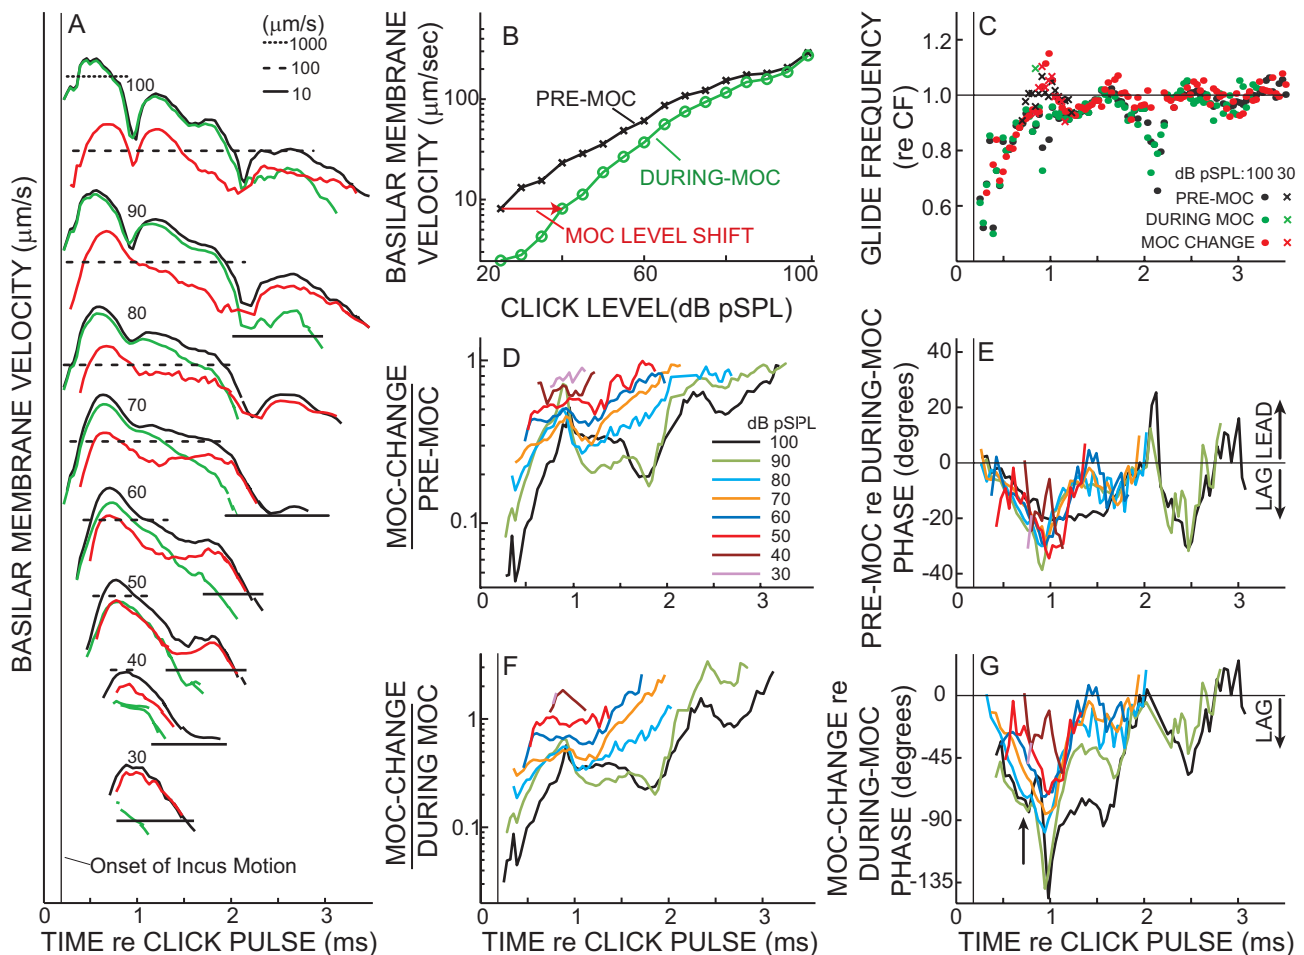 A
(μm/s)
1000
100
10
100
90
80
70
60
50
40
30
Onset of Incus Motion
BASILAR MEMBRANE VELOCITY (μm/s)
0
1
2
3
TIME re CLICK PULSE (ms)
B
BASILAR MEMBRANE
VELOCITY (μm/sec)
100
10
PRE-MOC
DURING-MOC
MOC LEVEL SHIFT
20
60
100
CLICK LEVEL(dB pSPL)
C
GLIDE FREQUENCY
(re CF)
1.2
1.0
0.8
0.6
dB pSPL:100 30
PRE-MOC
DURING MOC
MOC CHANGE
0
1
2
3
D
MOC-CHANGE
PRE-MOC
1
0.1
dB pSPL
100
90
80
70
60
50
40
30
0
1
2
3
E
PRE-MOC re DURING-MOC
PHASE (degrees)
40
20
0
-20
-40
LAG LEAD
0
1
2
3
F
MOC-CHANGE
DURING MOC
1
0.1
0
1
2
3
TIME re CLICK PULSE (ms)
G
MOC-CHANGE re
DURING-MOC
PHASE (degrees)
0
-45
-90
-135
LAG
0
1
2
3
TIME re CLICK PULSE (ms)